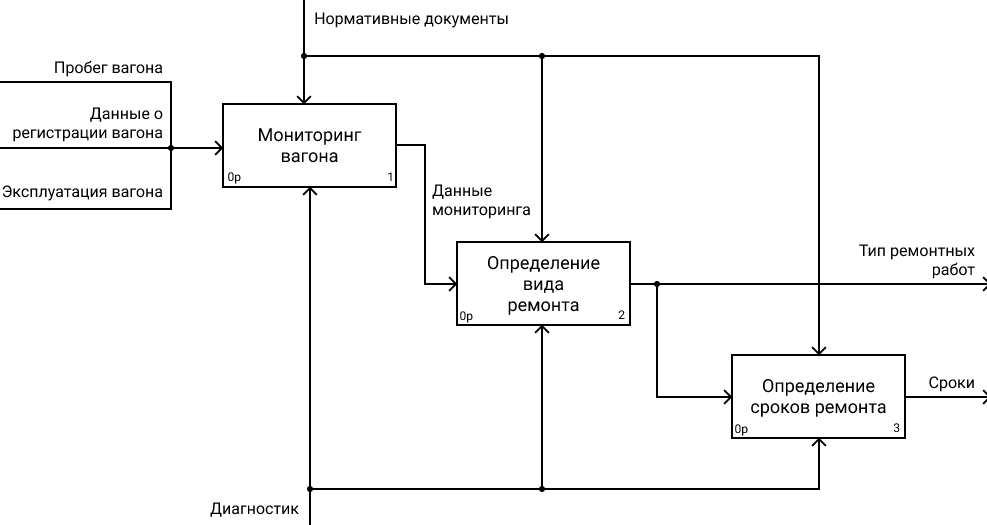 Нормативные документы
Пробег вагона
Данные о
регистрации вагона
Эксплуатация вагона
Мониторинг
вагона
0р
1
Данные
мониторинга
Определение
вида
ремонта
0р
2
Тип ремонтных
работ
Определение
сроков ремонта
0р
3
Сроки
Диагностик